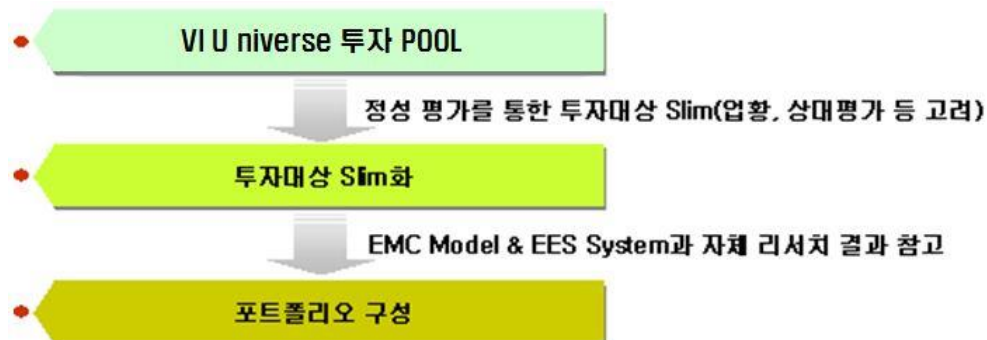 VI U niverse 투자 POOL
정성 평가를 통한 투자대상 Slim(업황, 상대평가 등 고려)
투자대상 Slim화
EMC Model & EES System과 자체 리서치 결과 참고
포트폴리오 구성